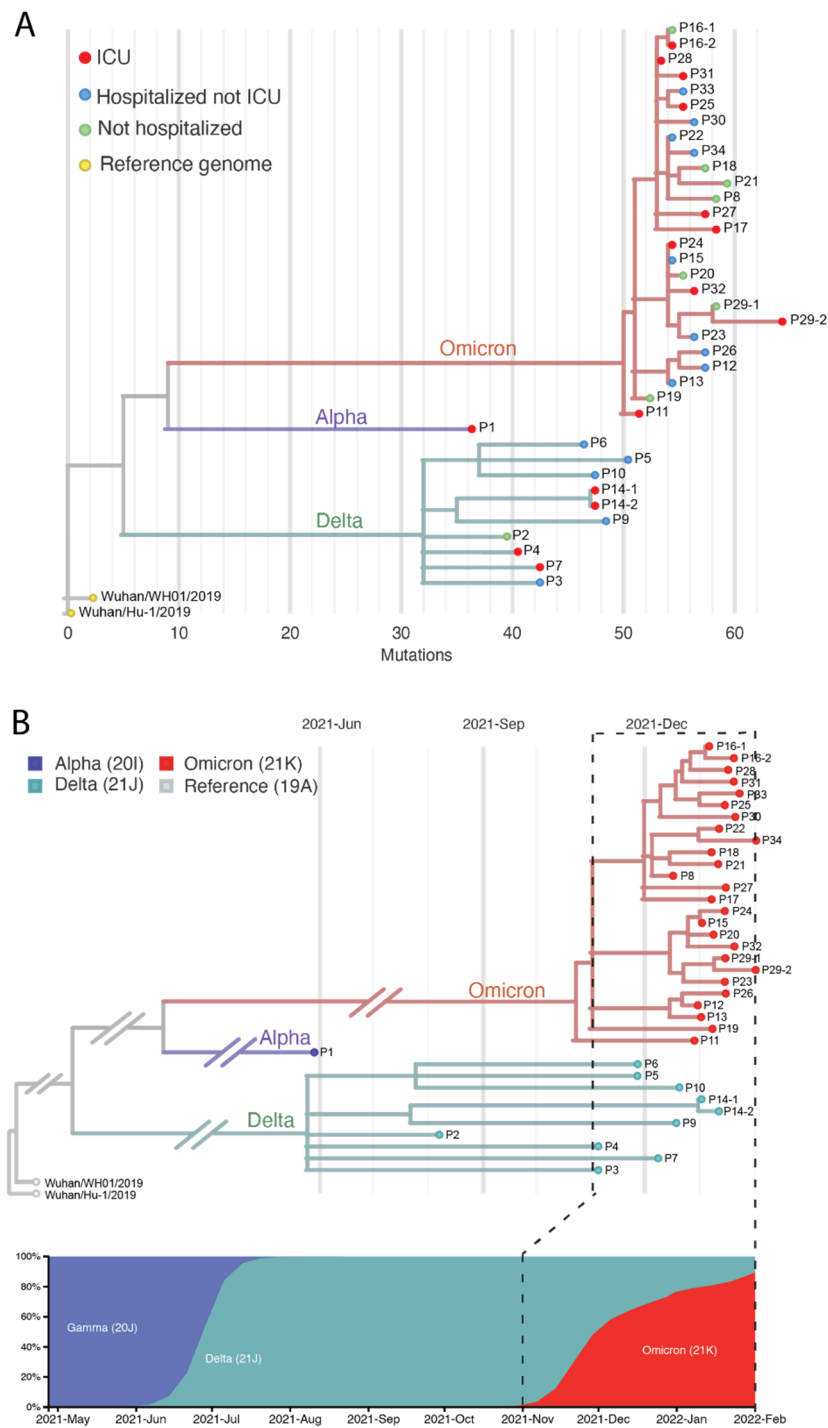 A
ICU
Hospitalized not ICU
Not hospitalized
Reference genome
P16-1
P16-2
P28
P31
P33
P25
P30
P22
P34
P18
P21
P8
P27
P17
P24
P15
P20
P32
P29-1
P29-2
P23
P26
P12
P13
P19
P11
Omicron
Alpha
P1
P6
P5
P10
P14-1
P14-2
P9
Delta
P2
P4
P7
P3
Wuhan/WH01/2019
Wuhan/Hu-1/2019
0 10 20 30 40 50 60
Mutations
B
2021-Jun 2021-Sep 2021-Dec
Alpha (20I) Omicron (21K)
Delta (21J) Reference (19A)
P16-1
P16-2
P28
P31
P33
P25
P30
P22
P34
P18
P21
P8
P27
P17
P24
P15
P20
P32
P29-1
P29-2
P23
P26
P12
P13
P19
P11
Omicron
Alpha
P1
P6
P5
P10
P14-1
P14-2
P9
Delta
P2
P4
P7
P3
Wuhan/WH01/2019
Wuhan/Hu-1/2019
100%
80%
60%
40%
20%
0%
Gamma (20J)
Delta (21J)
Omicron (21K)
2021-May 2021-Jun 2021-Jul 2021-Aug 2021-Sep 2021-Oct 2021-Nov 2021-Dec 2022-Jan 2022-Feb